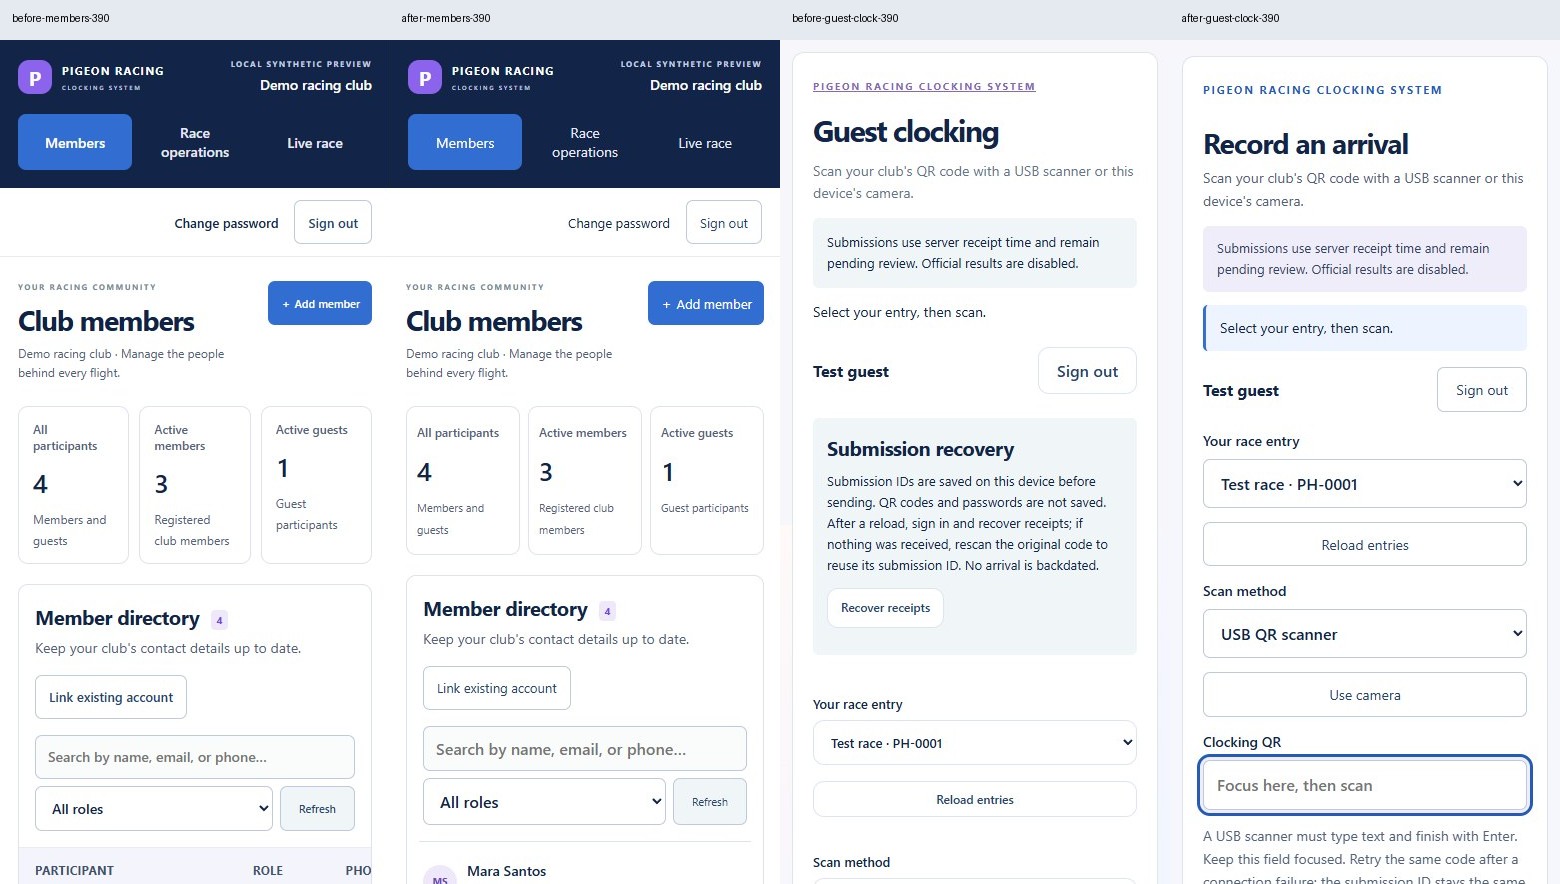 before-members-390
P
PIGEON RACING
CLOCKING SYSTEM
LOCAL SYNTHETIC PREVIEW
Demo racing club
Members
Race
operations
Live race
Change password
Sign out
YOUR RACING COMMUNITY
Club members
+ Add member
Demo racing club · Manage the people
behind every flight.
All
participants
4
Members and
guests
Active
members
3
Registered
club members
Active guests
1
Guest
participants
Member directory 4
Keep your club's contact details up to date.
Link existing account
Search by name, email, or phone...
All roles
Refresh
PARTICIPANT ROLE PHO
after-members-390
P
PIGEON RACING
CLOCKING SYSTEM
LOCAL SYNTHETIC PREVIEW
Demo racing club
Members
Race
operations
Live race
Change password
Sign out
YOUR RACING COMMUNITY
Club members
+ Add member
Demo racing club · Manage the people
behind every flight.
All participants
4
Members and
guests
Active members
3
Registered club
members
Active guests
1
Guest participants
Member directory 4
Keep your club's contact details up to date.
Link existing account
Search by name, email, or phone...
All roles
Refresh
MS
Mara Santos
before-guest-clock-390
PIGEON RACING CLOCKING SYSTEM
Guest clocking
Scan your club's QR code with a USB scanner or this
device's camera.
Submissions use server receipt time and remain
pending review. Official results are disabled.
Select your entry, then scan.
Test guest
Sign out
Submission recovery
Submission IDs are saved on this device before
sending. QR codes and passwords are not saved.
After a reload, sign in and recover receipts; if
nothing was received, rescan the original code to
reuse its submission ID. No arrival is backdated.
Recover receipts
Your race entry
Test race · PH-0001
Reload entries
Scan method
after-guest-clock-390
PIGEON RACING CLOCKING SYSTEM
Record an arrival
Scan your club's QR code with a USB scanner or this
device's camera.
Submissions use server receipt time and remain
pending review. Official results are disabled.
Select your entry, then scan.
Test guest
Sign out
Your race entry
Test race · PH-0001
Reload entries
Scan method
USB QR scanner
Use camera
Clocking QR
Focus here, then scan
A USB scanner must type text and finish with Enter.
Keep this field focused. Retry the same code after a
connection failure; the submission ID stays the same